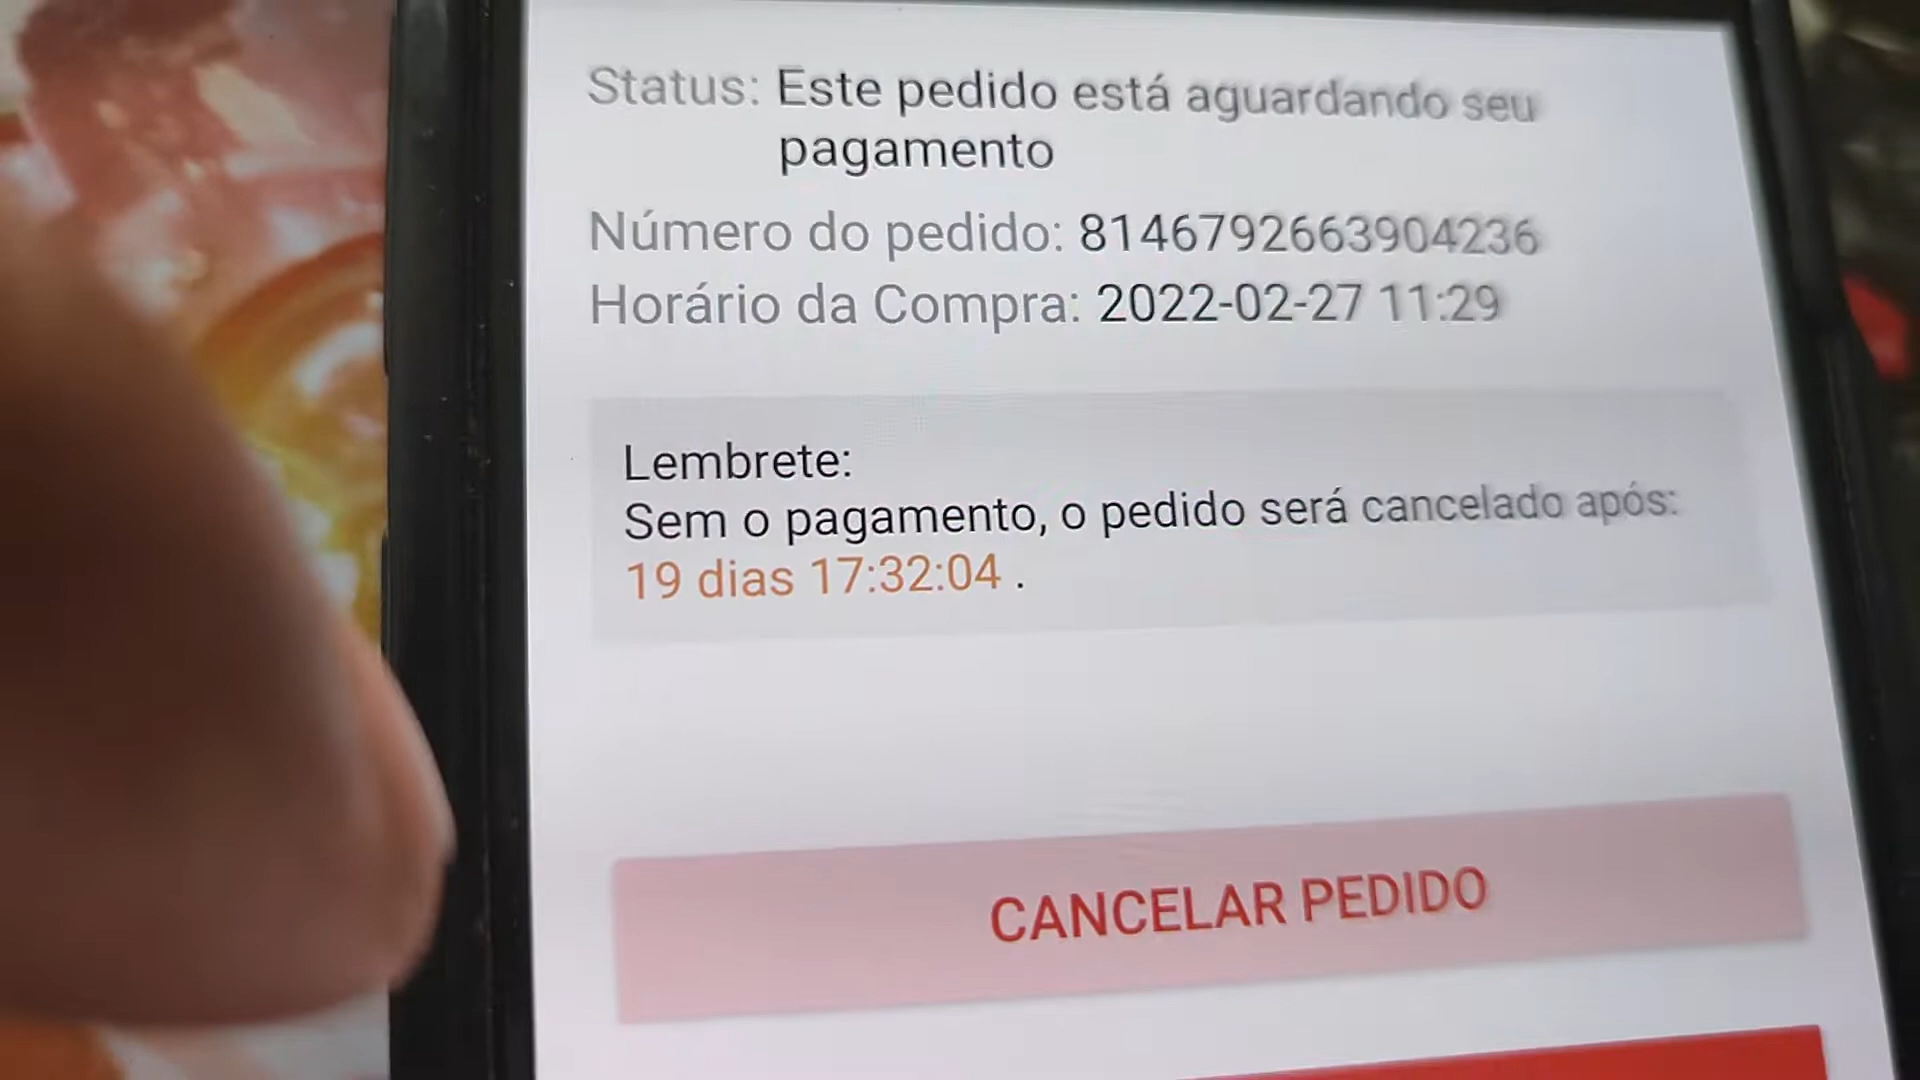 Status: Este pedido está aguardando seu
pagamento
Número do pedido: 8146792663904236
Horário da Compra: 2022-02-27 11:29
Lembrete:
Sem o pagamento, o pedido será cancelado após:
19 dias 17:32:04 .
CANCELAR PEDIDO